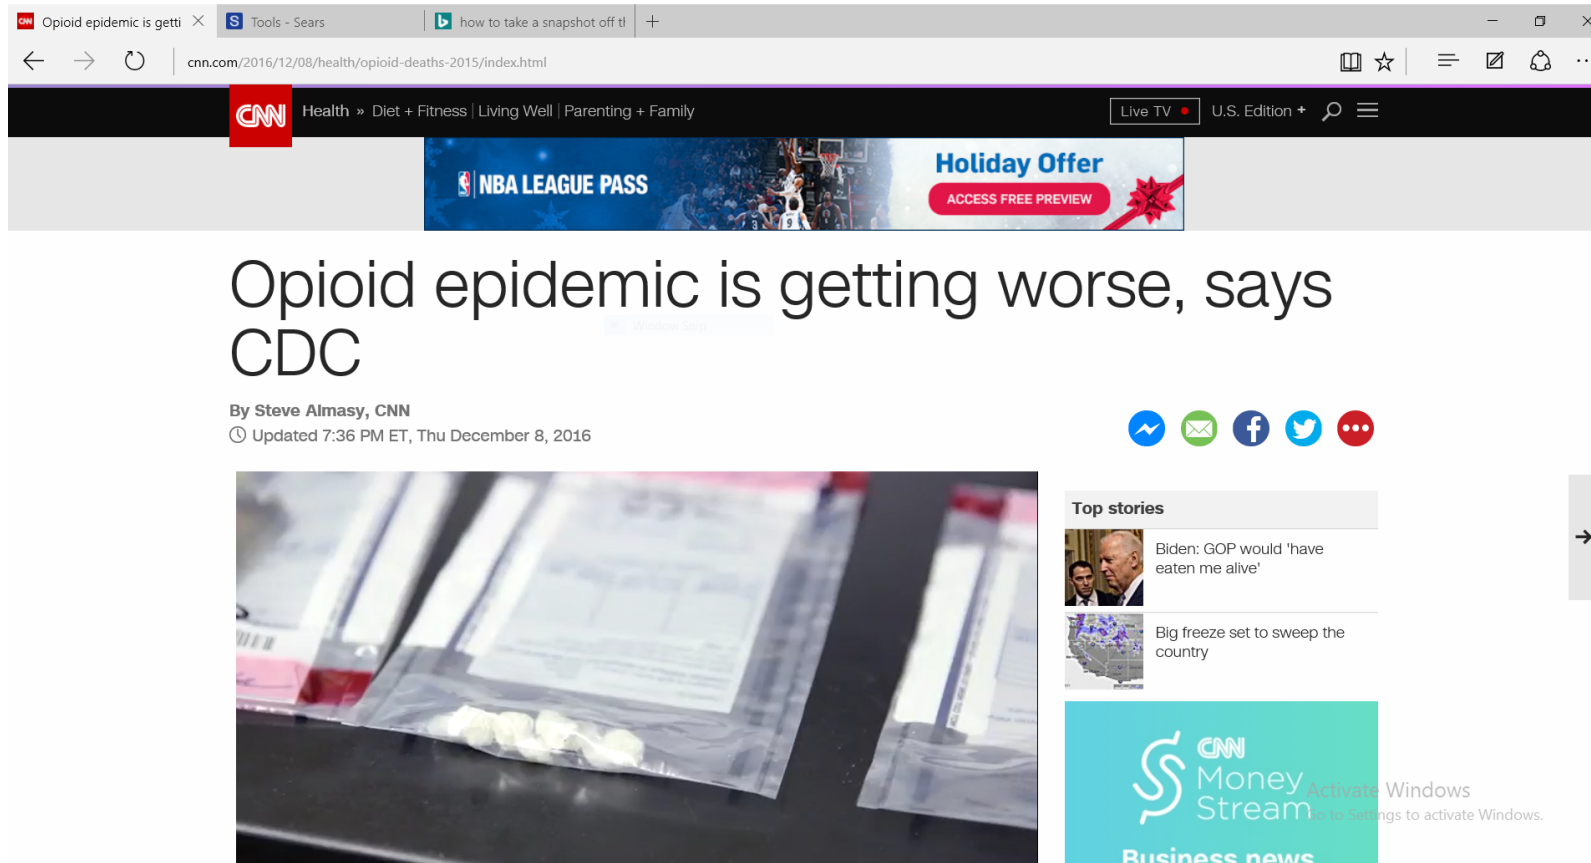 Opioid epidemic is getti
Tools - Sears
how to take a snapshot off th
cnn.com/2016/12/08/health/opioid-deaths-2015/index.html
CNN
Health » Diet + Fitness | Living Well | Parenting + Family
Live TV
U.S. Edition +
NBA LEAGUE PASS
Holiday Offer
ACCESS FREE PREVIEW
Opioid epidemic is getting worse, says
CDC
Window Snip
By Steve Almasy, CNN
Updated 7:36 PM ET, Thu December 8, 2016
Top stories
Biden: GOP would 'have
eaten me alive'
Big freeze set to sweep the
country
CNN
Money
Stream
Business news
Activate Windows
Go to Settings to activate Windows.